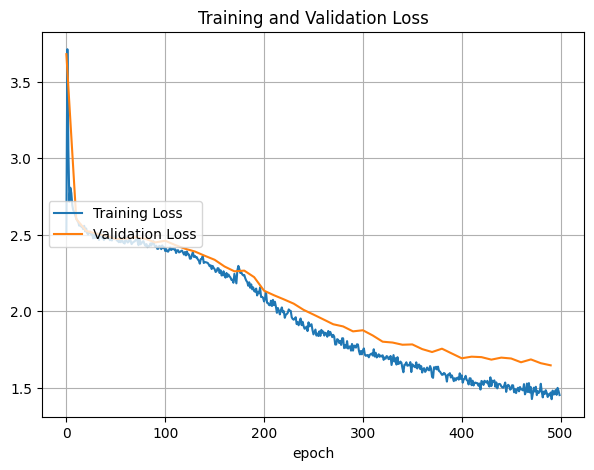 Training and Validation Loss
3.5
3.0
2.5
2.0
1.5
Training Loss
Validation Loss
0 100 200 300 400 500
epoch